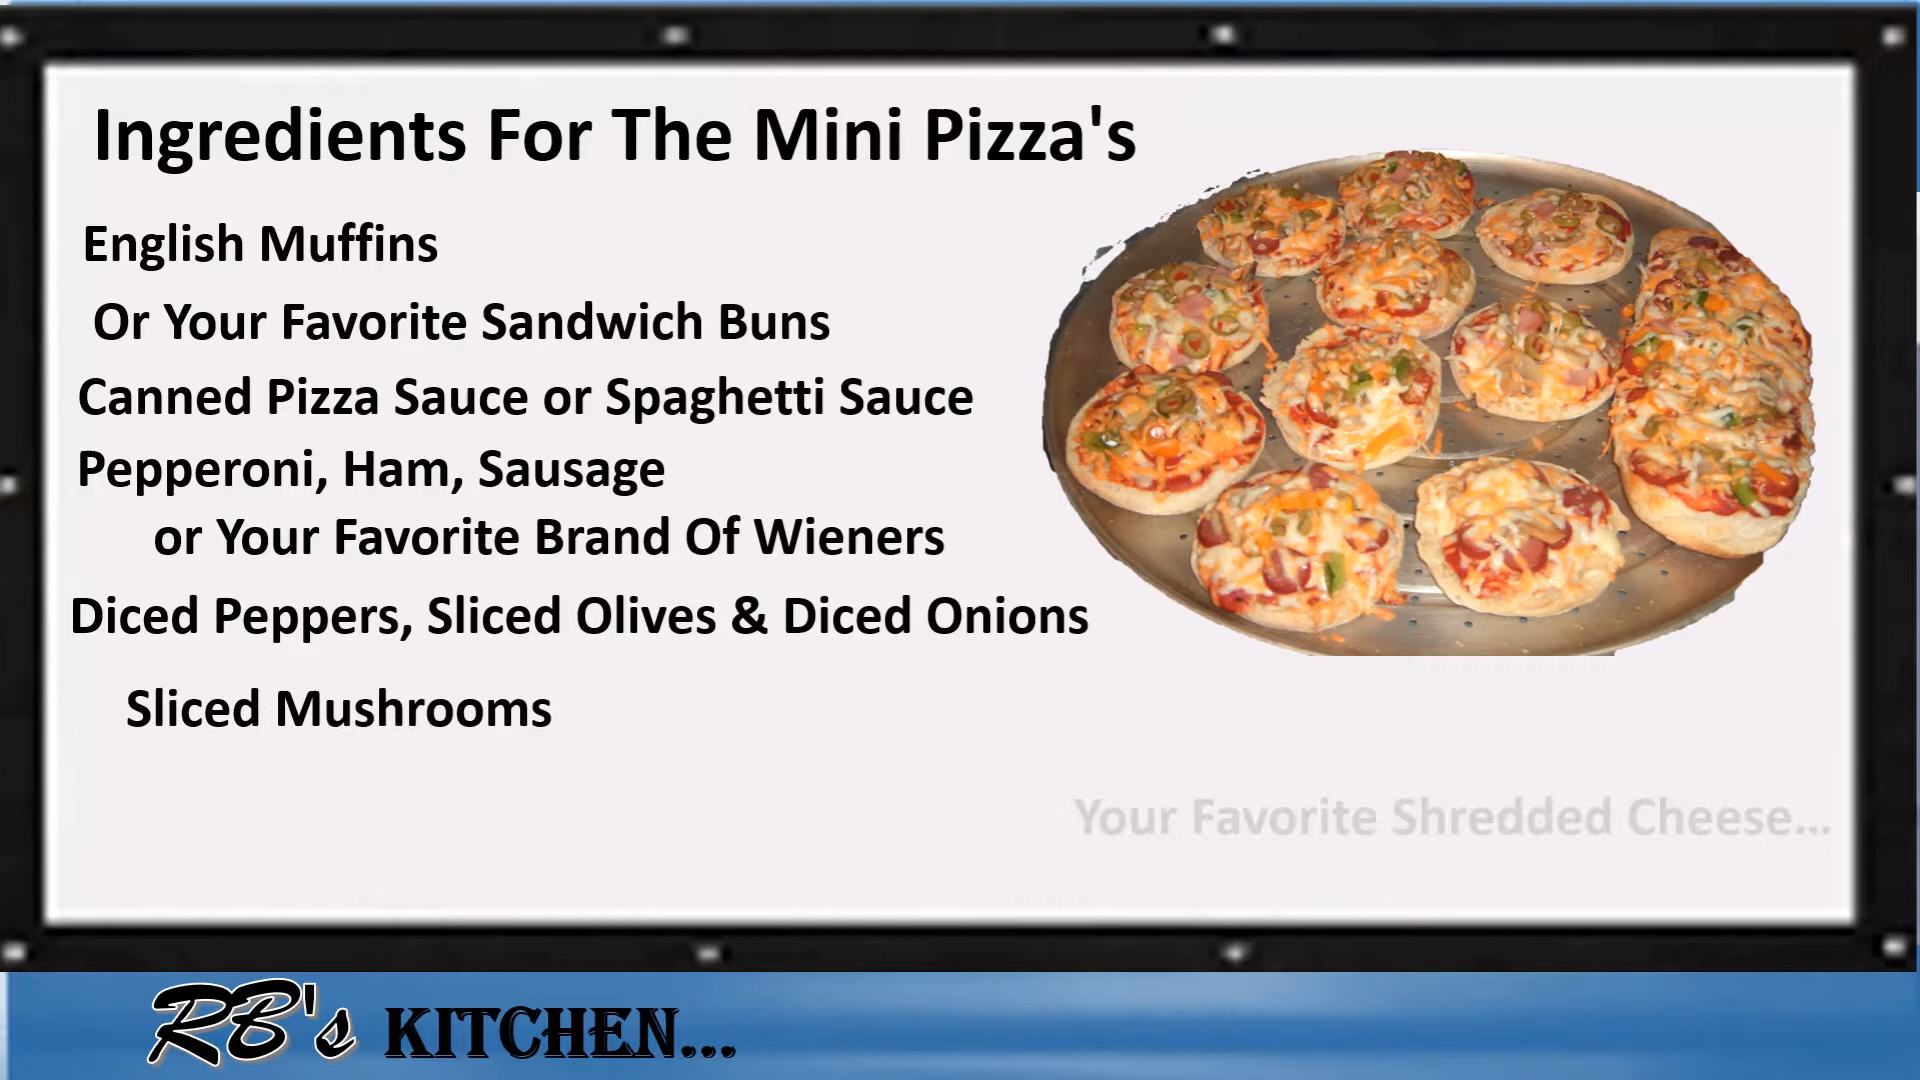 Ingredients For The Mini Pizza's
English Muffins
Or Your Favorite Sandwich Buns
Canned Pizza Sauce or Spaghetti Sauce
Pepperoni, Ham, Sausage
or Your Favorite Brand Of Wieners
Diced Peppers, Sliced Olives & Diced Onions
Sliced Mushrooms
Your Favorite Shredded Cheese...
RB's KITCHEN...